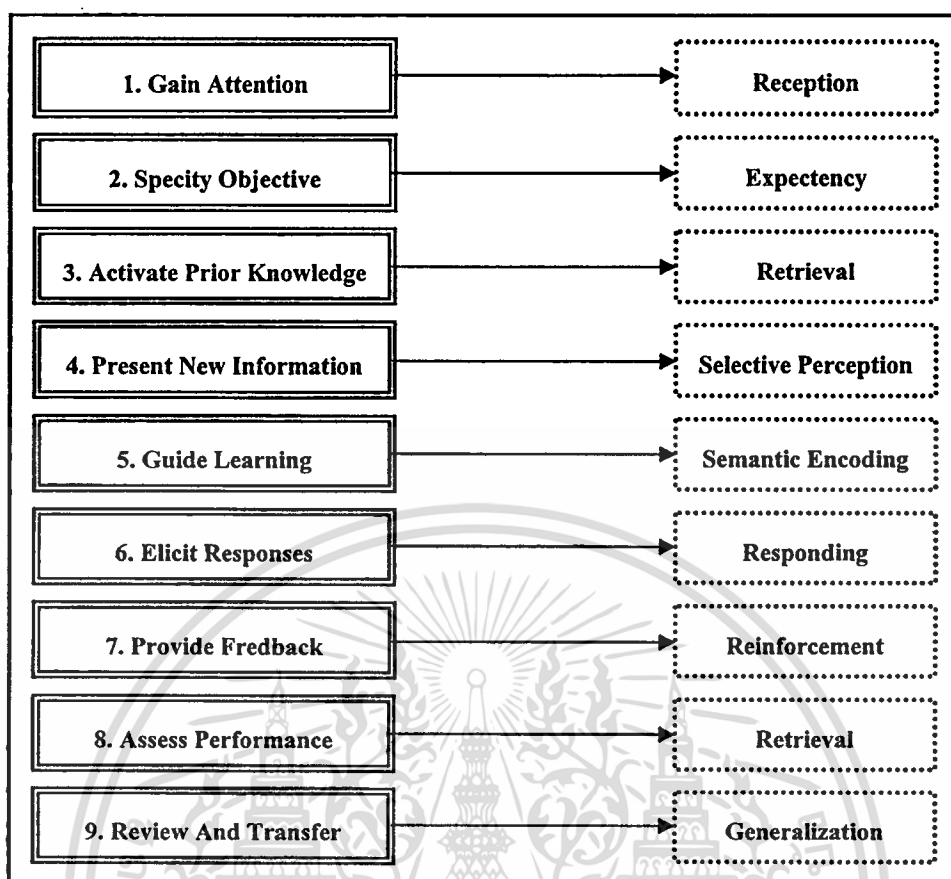 1. Gain Attention
Reception
2. Specity Objective
Expectency
3. Activate Prior Knowledge
Retrieval
4. Present New Information
Selective Perception
5. Guide Learning
Semantic Encoding
6. Elicit Responses
Responding
7. Provide Fredback
Reinforcement
8. Assess Performance
Retrieval
9. Review And Transfer
Generalization